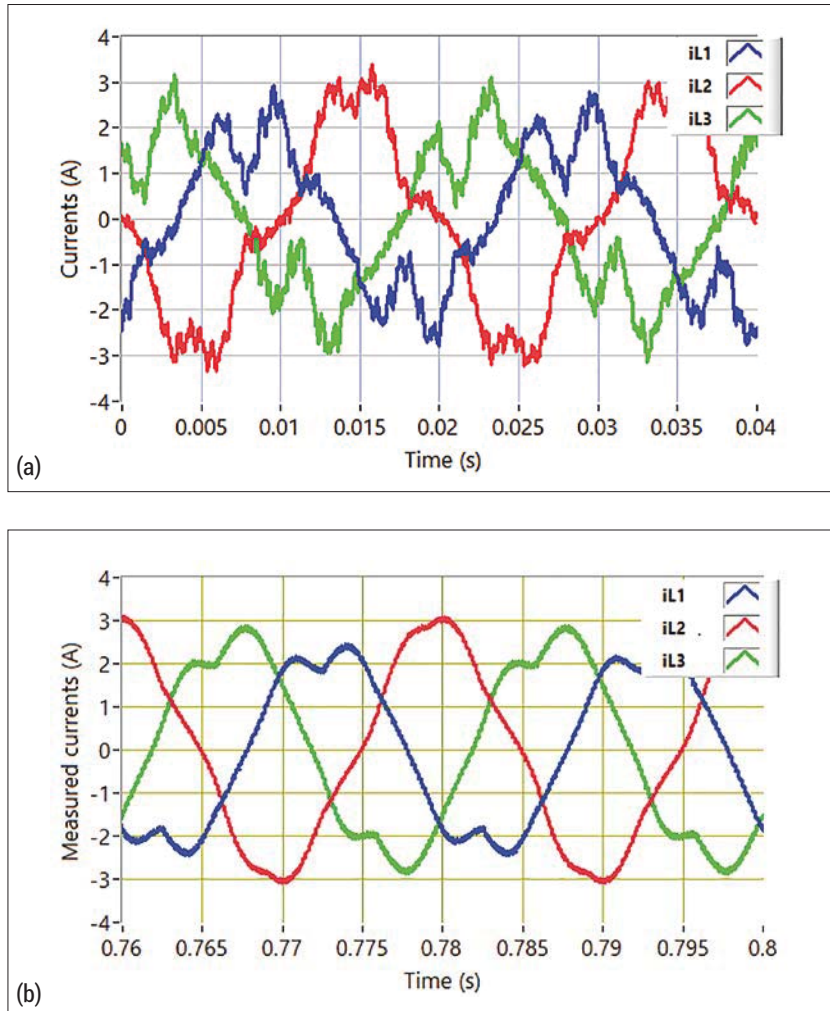 4
3
2
1
0
-1
-2
-3
-4
Currents (A)
iL1
iL2
iL3
0 0.005 0.01 0.015 0.02 0.025 0.03 0.035 0.04
Time (s)
(a)
4
3
2
1
0
-1
-2
-3
-4
Measured currents (A)
iL1
iL2
iL3
0.76 0.765 0.77 0.775 0.78 0.785 0.79 0.795 0.8
Time (s)
(b)